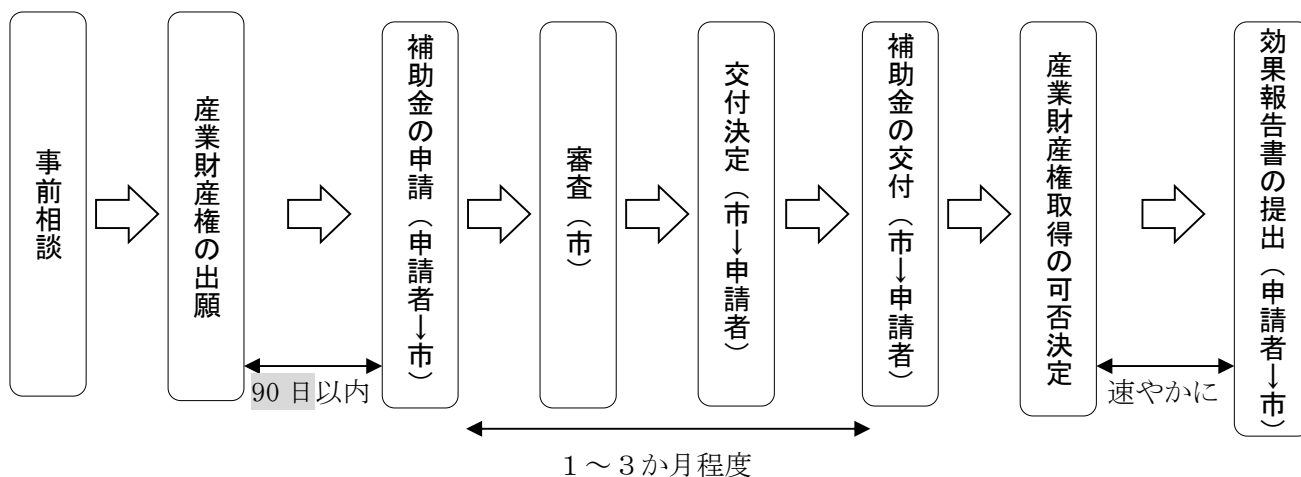 事前相談
産業財産権の出願
補助金の申請（申請者→市）
審査（市）
交付決定（市→申請者）
補助金の交付（市→申請者）
産業財産権取得の可否決定
効果報告書の提出（申請者→市）
90 日以内
速やかに
１～３か月程度